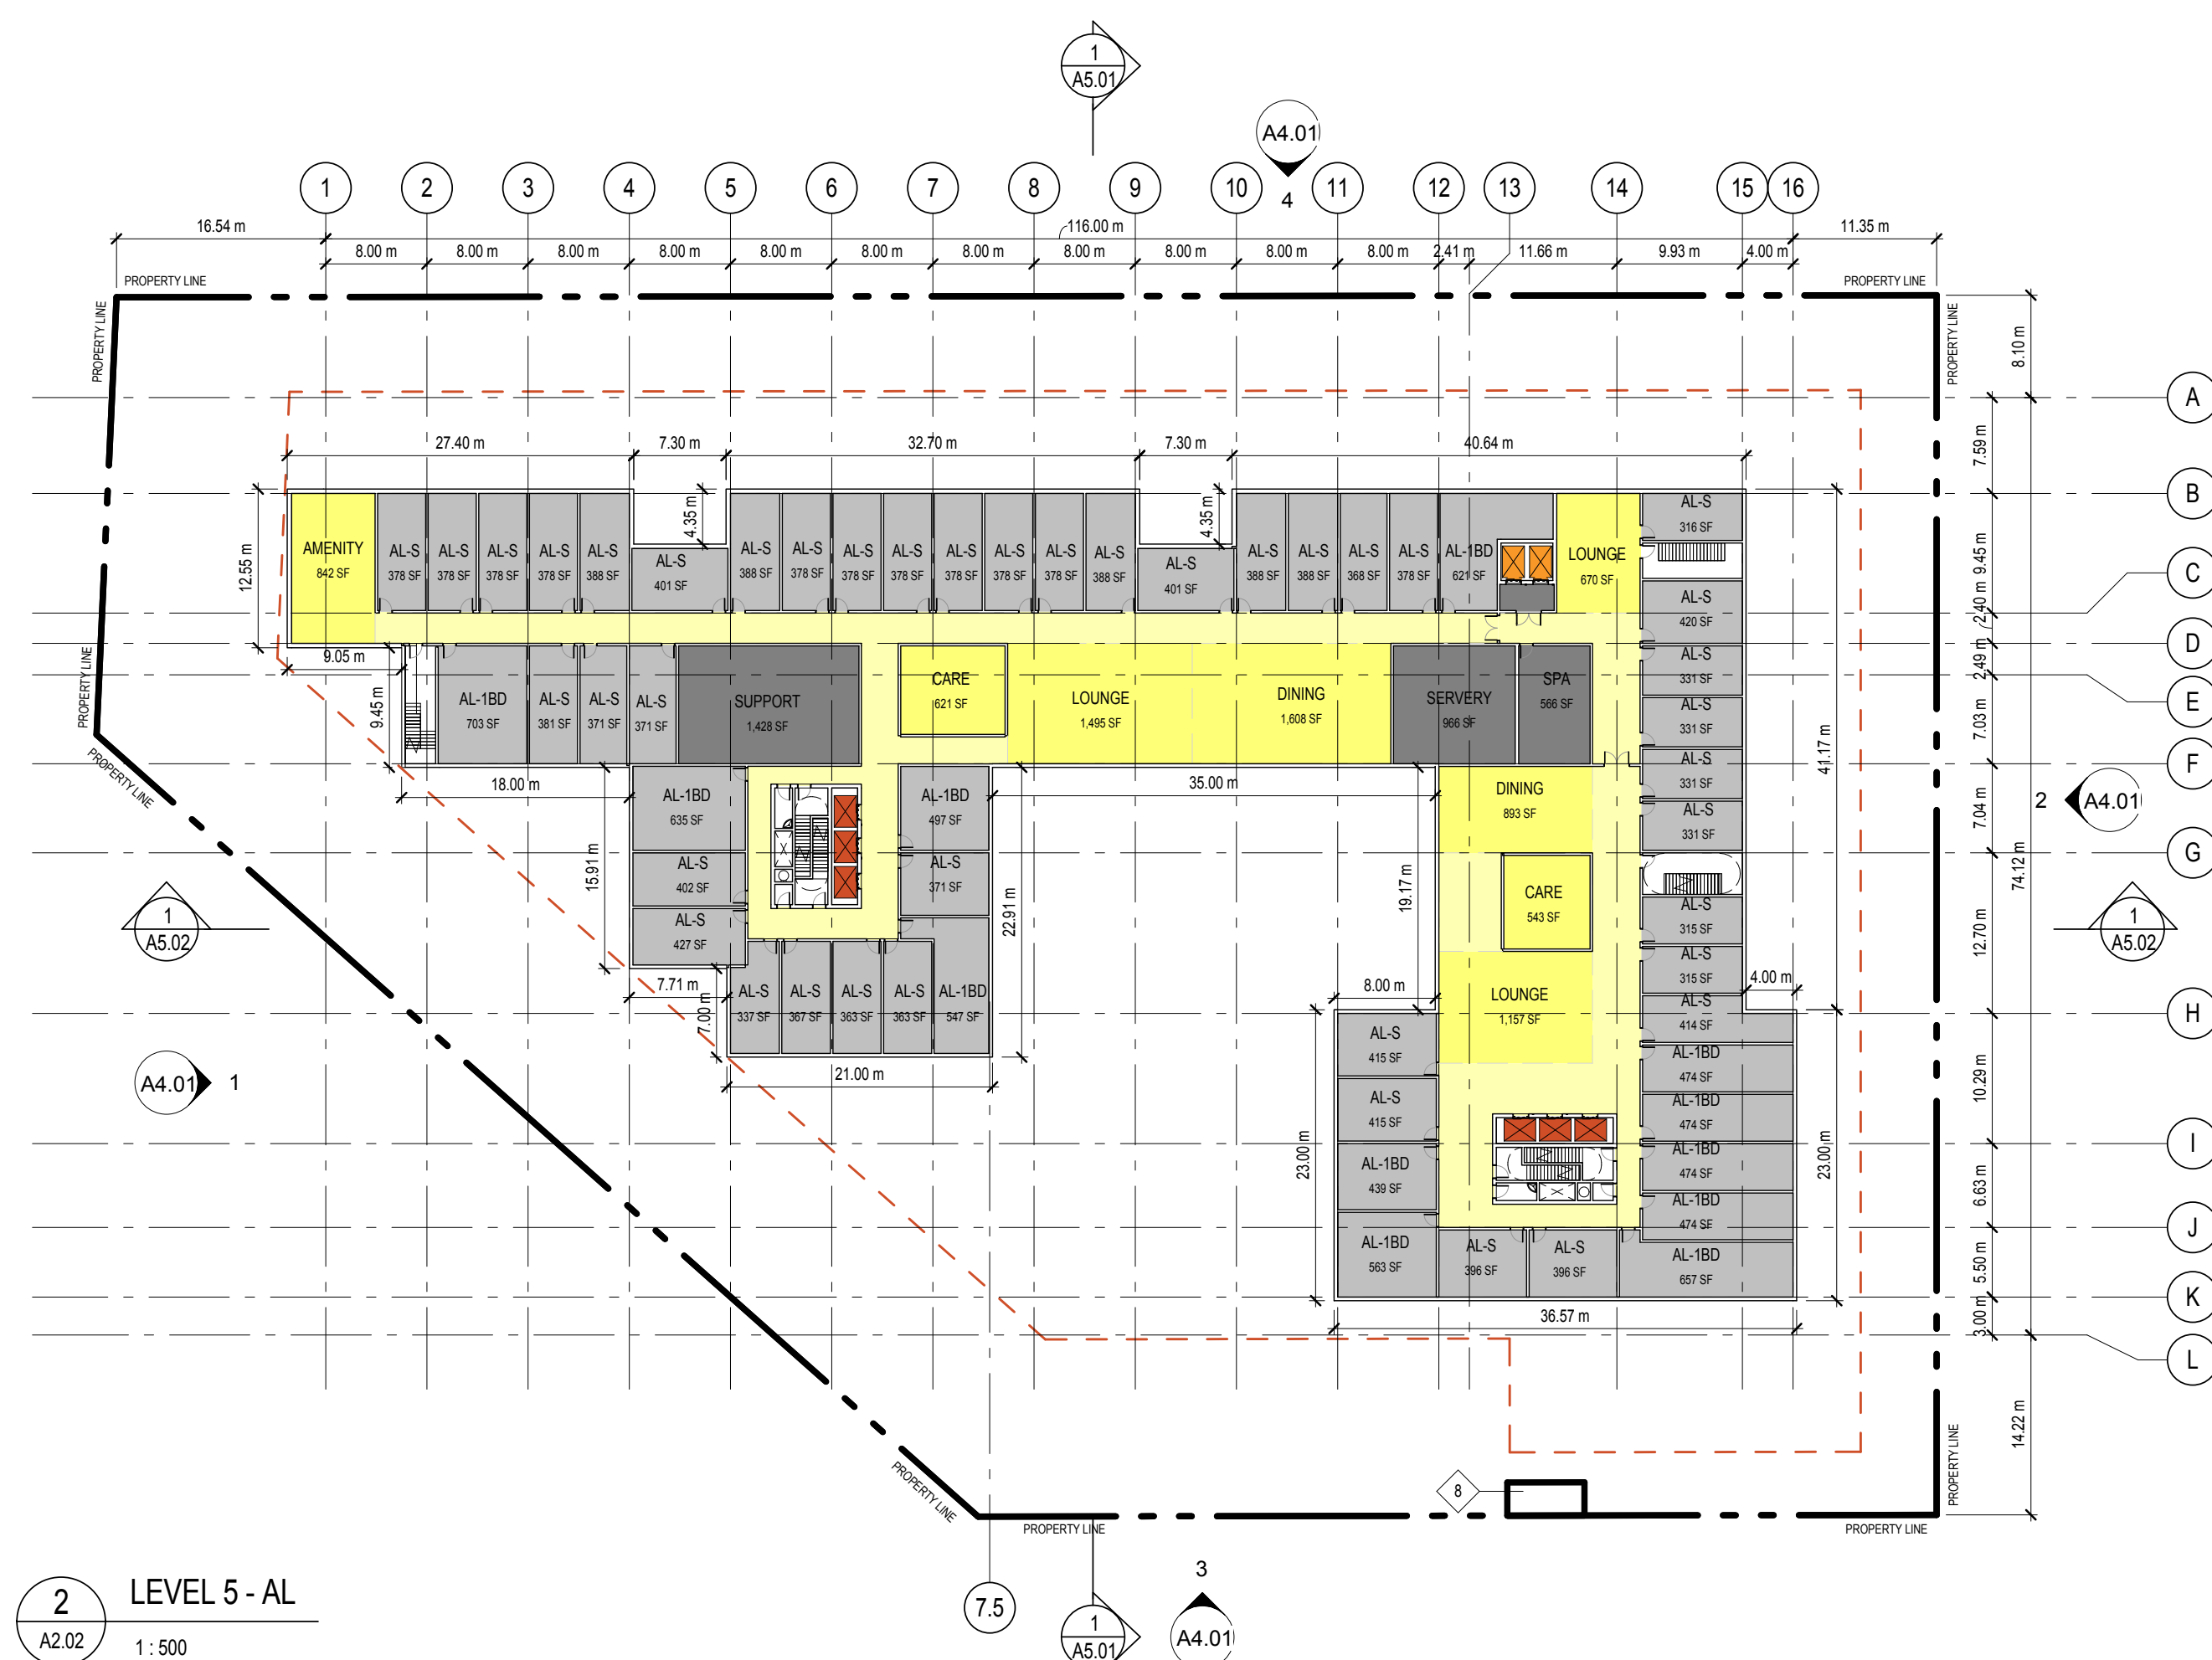 1
A5.01
A4.01
4
1 2 3 4 5 6 7 8 9 10 11 12 13 14 15 16
16.54 m
116.00 m
11.35 m
8.00 m 8.00 m 8.00 m 8.00 m 8.00 m 8.00 m 8.00 m 8.00 m 8.00 m 8.00 m 8.00 m 2.41 m 11.66 m 9.93 m 4.00 m
PROPERTY LINE
PROPERTY LINE
PROPERTY LINE
PROPERTY LINE
8.10 m
A
27.40 m
7.30 m
32.70 m
7.30 m
40.64 m
7.59 m
B
4.35 m
4.35 m
12.55 m
AMENITY
842 SF
AL-S
378 SF
AL-S
378 SF
AL-S
378 SF
AL-S
378 SF
AL-S
388 SF
AL-S
401 SF
AL-S
388 SF
AL-S
378 SF
AL-S
378 SF
AL-S
378 SF
AL-S
378 SF
AL-S
378 SF
AL-S
378 SF
AL-S
388 SF
AL-S
401 SF
AL-S
388 SF
AL-S
388 SF
AL-S
368 SF
AL-S
378 SF
AL-1BD
621 SF
LOUNGE
670 SF
AL-S
316 SF
9.45 m
C
AL-S
420 SF
2.40 m
D
2.49 m
E
9.05 m
9.45 m
AL-1BD
703 SF
AL-S
381 SF
AL-S
371 SF
AL-S
371 SF
SUPPORT
1,428 SF
CARE
621 SF
LOUNGE
1,495 SF
DINING
1,608 SF
SERVERY
966 SF
SPA
566 SF
AL-S
331 SF
AL-S
331 SF
AL-S
331 SF
AL-S
331 SF
41.17 m
7.03 m
F
PROPERTY LINE
PROPERTY LINE
18.00 m
35.00 m
AL-1BD
635 SF
AL-S
402 SF
AL-S
427 SF
15.91 m
AL-1BD
497 SF
AL-S
371 SF
22.91 m
19.17 m
DINING
893 SF
CARE
543 SF
2
A4.01
7.04 m
G
74.12 m
1
A5.02
1
A5.02
AL-S
315 SF
AL-S
315 SF
AL-S
414 SF
12.70 m
4.00 m
H
7.71 m
7.00 m
AL-S
337 SF
AL-S
367 SF
AL-S
363 SF
AL-S
363 SF
AL-1BD
547 SF
21.00 m
8.00 m
LOUNGE
1,157 SF
A4.01
1
AL-S
415 SF
AL-S
415 SF
AL-1BD
439 SF
AL-1BD
563 SF
23.00 m
AL-1BD
474 SF
AL-1BD
474 SF
AL-1BD
474 SF
AL-1BD
474 SF
23.00 m
10.29 m
I
6.63 m
J
AL-S
396 SF
AL-S
396 SF
AL-1BD
657 SF
5.50 m
K
3.00 m
L
36.57 m
14.22 m
PROPERTY LINE
8
PROPERTY LINE
PROPERTY LINE
PROPERTY LINE
7.5
1
A5.01
3
A4.01
2
A2.02
LEVEL 5 - AL
1 : 500